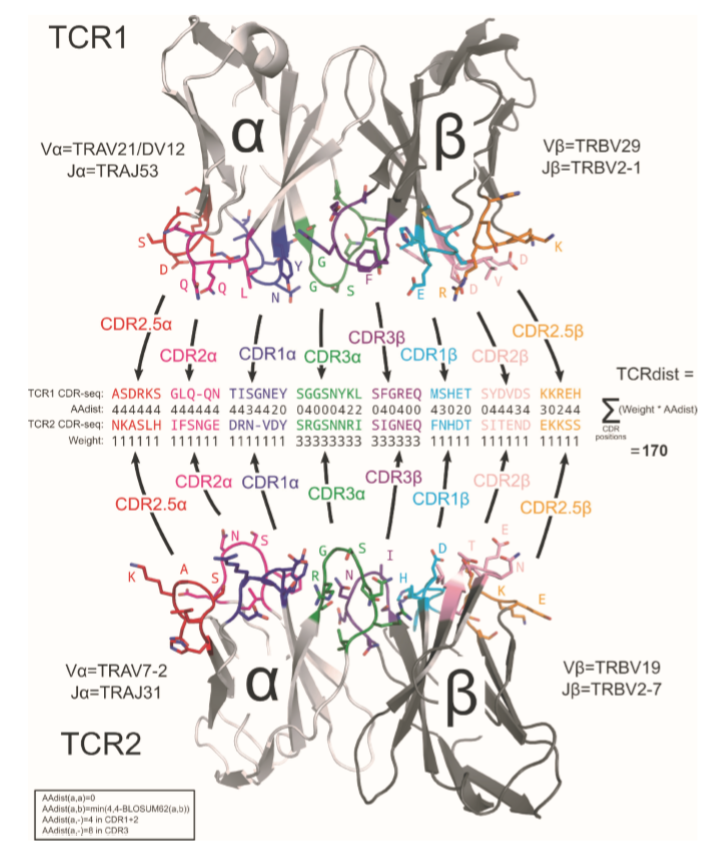 TCR1
α
β
Vα=TRAV21/DV12
Jα=TRAJ53
Vβ=TRBV29
Jβ=TRBV2-1
S
D
Q
Q
L
N
Y
G
G
S
F
E
R
D
D
V
D
K
CDR2.5α
CDR2α
CDR1α
CDR3α
CDR3β
CDR1β
CDR2β
CDR2.5β
TCR1 CDR-seq: ASDRKS GLQ-QN TISGNEY SGGSNYKL SFGREQ MSHET SYDVDS KKREH
AAdist: 444444 444444 4434420 04000422 040400 43020 044434 30244
TCR2 CDR-seq: NKASLH IFSNGE DRN-VDY SRGSNNRI SIGNEQ FNHDT SITEND EKKSS
Weight: 111111 111111 1111111 33333333 333333 11111 111111 11111
TCRdist =
∑ (Weight * AAdist)
CDR
positions
= 170
CDR2.5α
CDR2α
CDR1α
CDR3α
CDR3β
CDR1β
CDR2β
CDR2.5β
K
A
S
N
S
R
G
S
N
I
H
D
T
E
N
K
E
Vα=TRAV7-2
Jα=TRAJ31
α
β
Vβ=TRBV19
Jβ=TRBV2-7
TCR2
AAdist(a,a)=0
AAdist(a,b)=min(4,4-BLOSUM62(a,b))
AAdist(a,-)=4 in CDR1+2
AAdist(a,-)=8 in CDR3